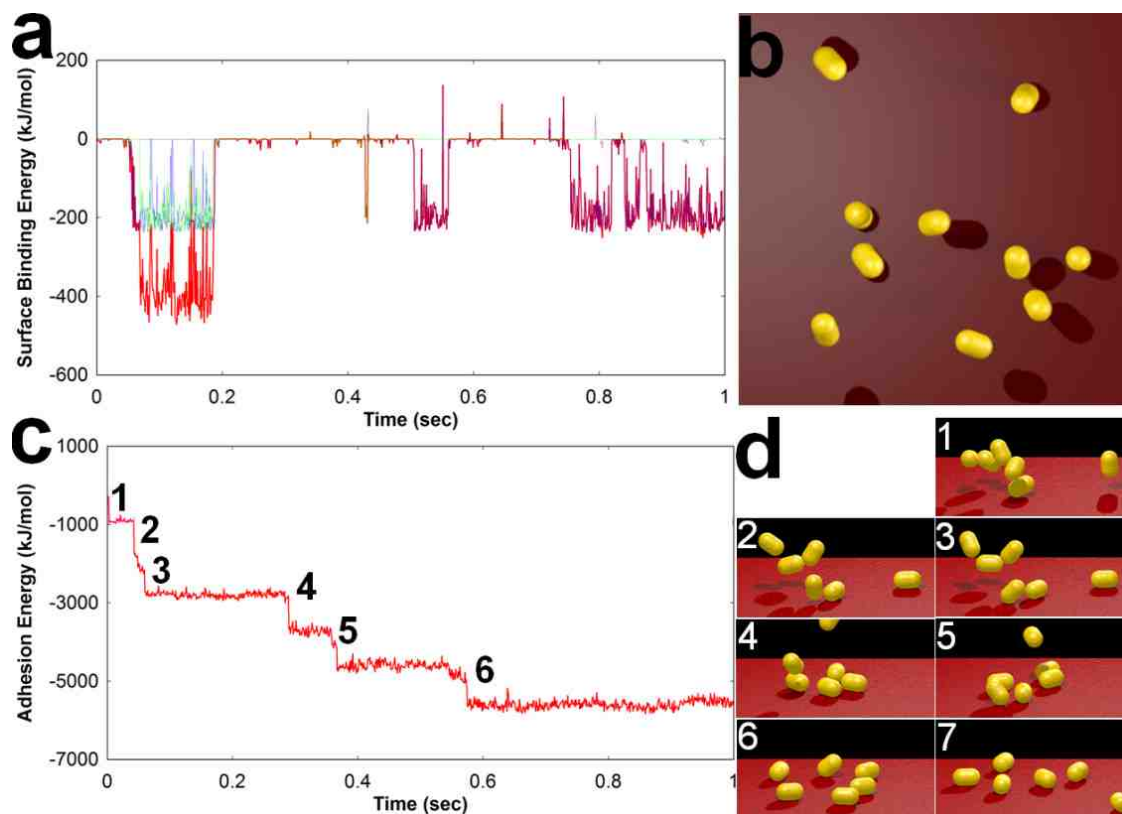 a
200
0
-200
-400
-600
Surface Binding Energy (kJ/mol)
0 0.2 0.4 0.6 0.8 1
Time (sec)
b
c
1000
-1000
-3000
-5000
-7000
Adhesion Energy (kJ/mol)
1
2
3
4
5
6
0 0.2 0.4 0.6 0.8 1
Time (sec)
d
1
2 3
4 5
6 7